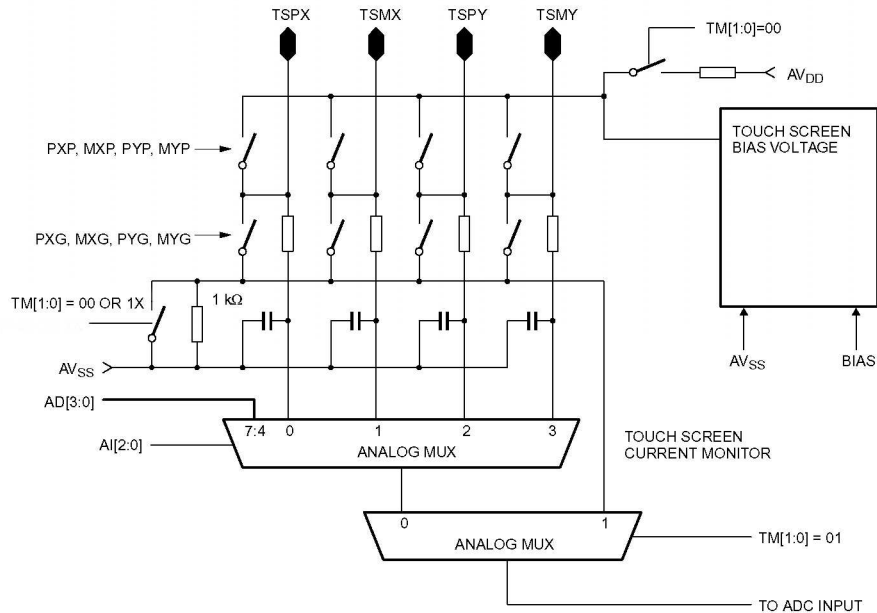 TSPX TSMX TSPY TSMY
TM[1:0]=00
AVDD
TOUCH SCREEN
BIAS VOLTAGE
PXP, MXP, PYP, MYP
PXG, MXG, PYG, MYG
TM[1:0] = 00 OR 1X
1 kΩ
AVSS
AVSS
BIAS
AD[3:0]
7:4 0 1 2 3
AI[2:0]
ANALOG MUX
TOUCH SCREEN
CURRENT MONITOR
0 1
ANALOG MUX
TM[1:0] = 01
TO ADC INPUT